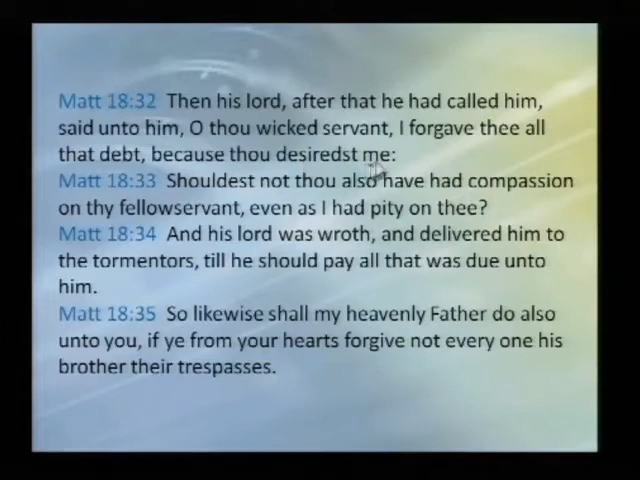 Matt 18:32 Then his lord, after that he had called him,
said unto him, O thou wicked servant, I forgave thee all
that debt, because thou desiredst me:
Matt 18:33 Shouldest not thou also have had compassion
on thy fellowservant, even as I had pity on thee?
Matt 18:34 And his lord was wroth, and delivered him to
the tormentors, till he should pay all that was due unto
him.
Matt 18:35 So likewise shall my heavenly Father do also
unto you, if ye from your hearts forgive not every one his
brother their trespasses.